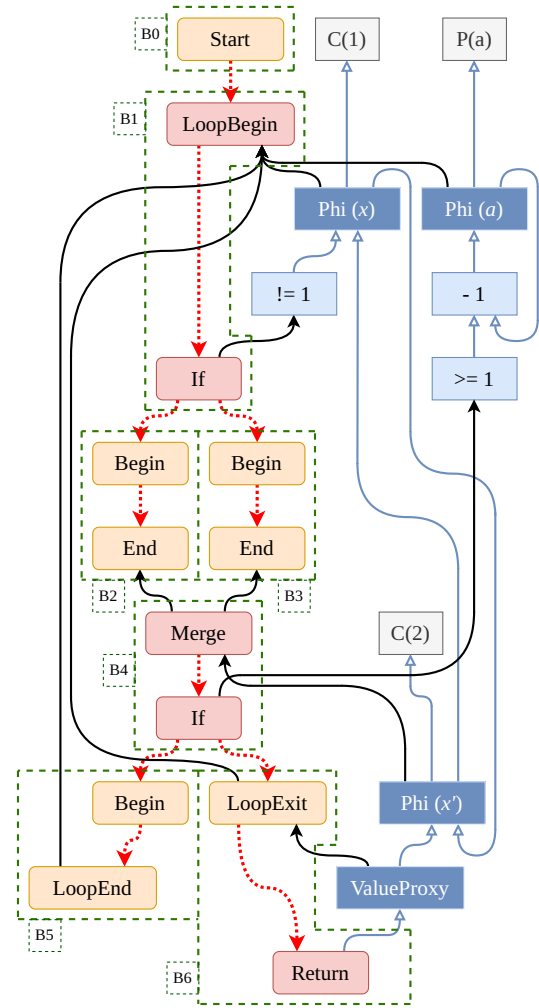 B0
Start
C(1)
P(a)
B1
LoopBegin
Phi (x)
Phi (a)
!= 1
- 1
If
>= 1
Begin
Begin
End
End
B2
B3
Merge
C(2)
B4
If
Begin
LoopExit
Phi (x′)
LoopEnd
ValueProxy
B5
B6
Return